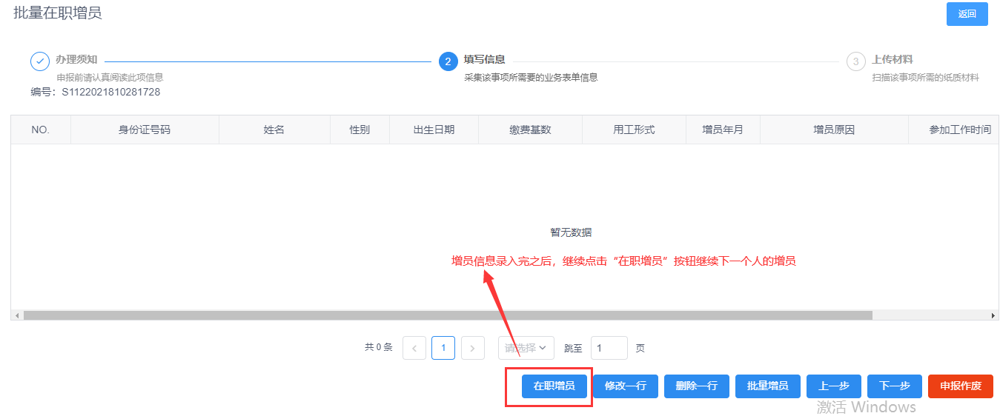 批量在职增员
返回
办理须知
申报前请认真阅读此项信息
2 填写信息
采集该事项所需要的业务表单信息
3 上传材料
扫描该事项所需的纸质材料
编号：S1122021810281728
NO. 身份证号码 姓名 性别 出生日期 缴费基数 用工形式 增员年月 增员原因 参加工作时间
暂无数据
增员信息录入完之后，继续点击“在职增员”按钮继续下一个人的增员
共 0 条 < 1 > 请选择 跳至 1 页
在职增员 修改一行 删除一行 批量增员 上一步 下一步 申报作废
激活 Windows